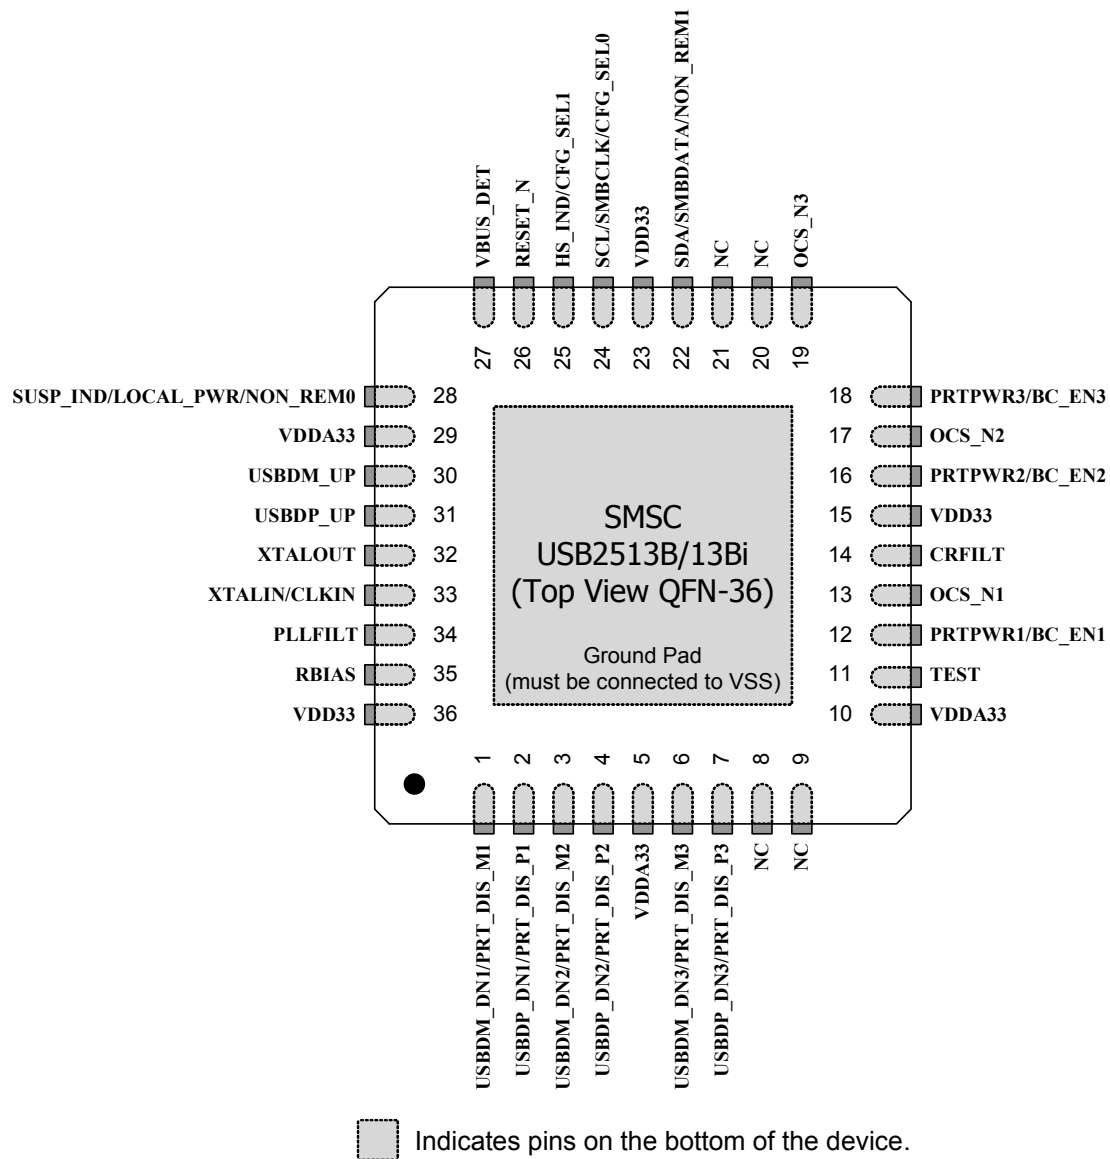 VBUS_DET
RESET_N
HS_IND/CFG_SEL1
SCL/SMBCLK/CFG_SEL0
VDD33
SDA/SMBDATA/NON_REM1
NC
NC
OCS_N3
27
26
25
24
23
22
21
20
19
SUSP_IND/LOCAL_PWR/NON_REM0 28
VDDA33 29
USBDM_UP 30
USBDP_UP 31
XTALOUT 32
XTALIN/CLKIN 33
PLLFILT 34
RBIAS 35
VDD33 36
SMSC
USB2513B/13Bi
(Top View QFN-36)
Ground Pad
(must be connected to VSS)
18 PRTPWR3/BC_EN3
17 OCS_N2
16 PRTPWR2/BC_EN2
15 VDD33
14 CRFILT
13 OCS_N1
12 PRTPWR1/BC_EN1
11 TEST
10 VDDA33
1
2
3
4
5
6
7
8
9
USBDM_DN1/PRT_DIS_M1
USBDP_DN1/PRT_DIS_P1
USBDM_DN2/PRT_DIS_M2
USBDP_DN2/PRT_DIS_P2
VDDA33
USBDM_DN3/PRT_DIS_M3
USBDP_DN3/PRT_DIS_P3
NC
NC
Indicates pins on the bottom of the device.